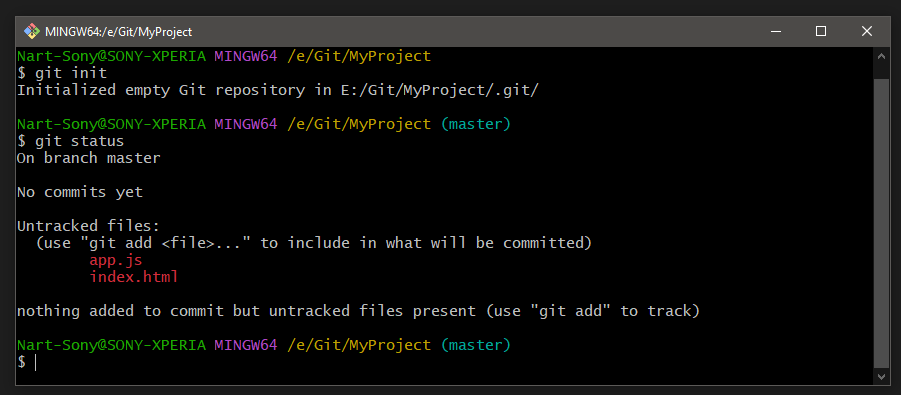 MINGW64:/e/Git/MyProject
Nart-Sony@SONY-XPERIA MINGW64 /e/Git/MyProject
$ git init
Initialized empty Git repository in E:/Git/MyProject/.git/
Nart-Sony@SONY-XPERIA MINGW64 /e/Git/MyProject (master)
$ git status
On branch master
No commits yet
Untracked files:
  (use "git add <file>..." to include in what will be committed)
        app.js
        index.html
nothing added to commit but untracked files present (use "git add" to track)
Nart-Sony@SONY-XPERIA MINGW64 /e/Git/MyProject (master)
$